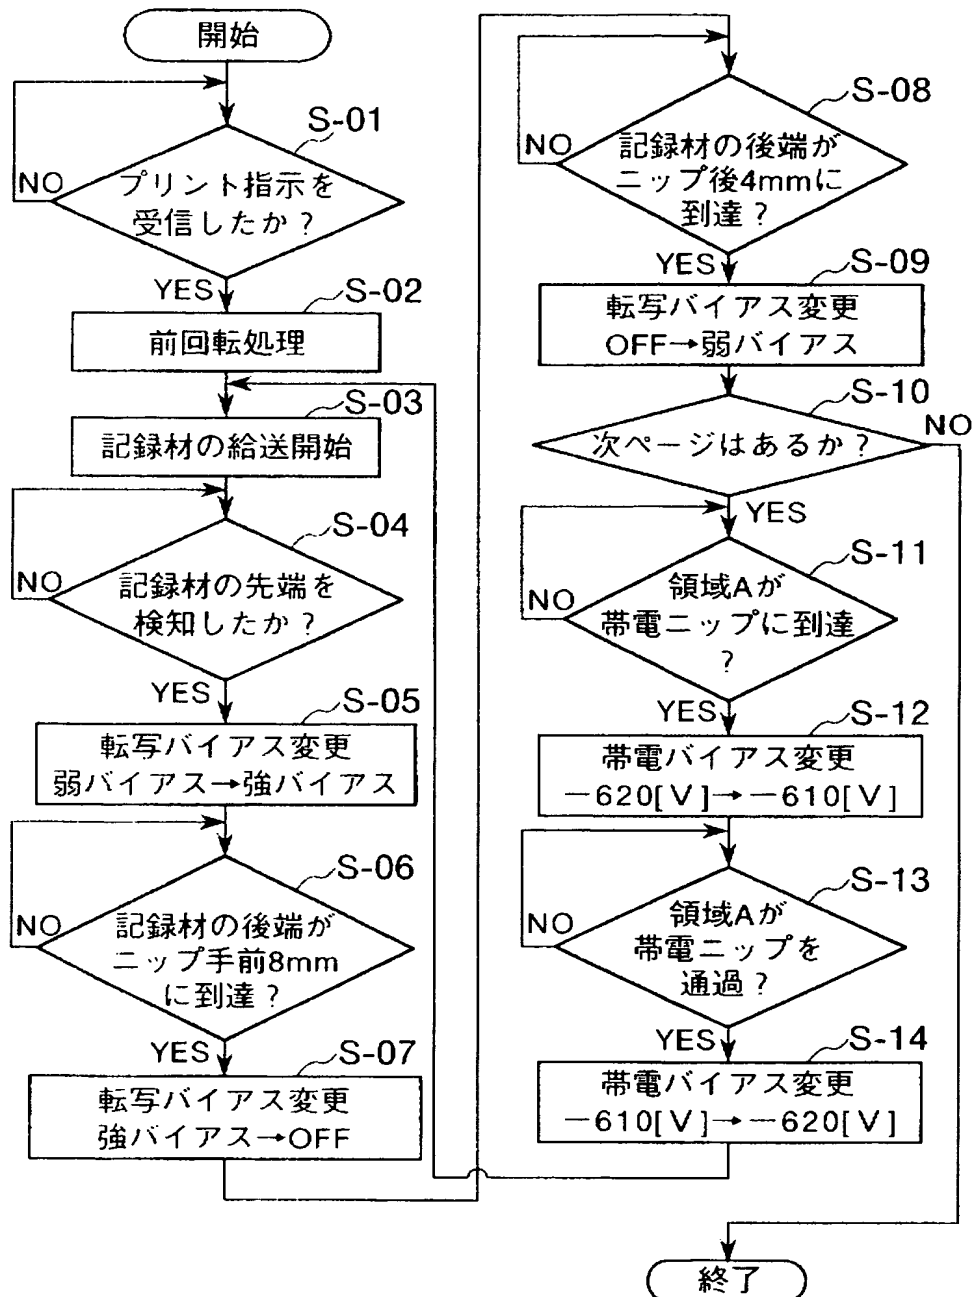 開始
S-01
プリント指示を
受信したか？
NO
YES
S-02
前回転処理
S-03
記録材の給送開始
S-04
記録材の先端を
検知したか？
NO
YES
S-05
転写バイアス変更
弱バイアス→強バイアス
S-06
記録材の後端が
ニップ手前8mm
に到達？
NO
YES
S-07
転写バイアス変更
強バイアス→OFF
S-08
記録材の後端が
ニップ後4mmに
到達？
NO
YES
S-09
転写バイアス変更
OFF→弱バイアス
S-10
次ページはあるか？
NO
YES
S-11
領域Aが
帯電ニップに到達
？
NO
YES
S-12
帯電バイアス変更
－620[V]→－610[V]
S-13
領域Aが
帯電ニップを
通過？
NO
YES
S-14
帯電バイアス変更
－610[V]→－620[V]
終了